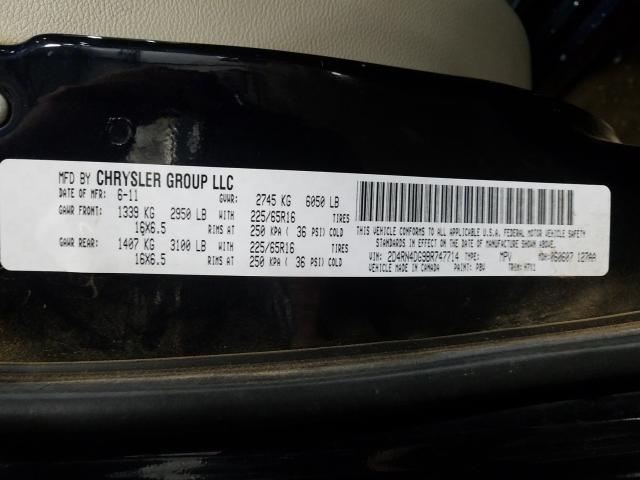 MFD BY CHRYSLER GROUP LLC
DATE OF MFR: 6-11 GVWR: 2745 KG 6050 LB
GAWR FRONT: 1339 KG 2950 LB WITH 225/65R16 TIRES
16X6.5 RIMS AT 250 KPA ( 36 PSI) COLD
GAWR REAR: 1407 KG 3100 LB WITH 225/65R16 TIRES
16X6.5 RIMS AT 250 KPA ( 36 PSI) COLD
THIS VEHICLE CONFORMS TO ALL APPLICABLE U.S.A. FEDERAL MOTOR VEHICLE SAFETY
STANDARDS IN EFFECT ON THE DATE OF MANUFACTURE SHOWN ABOVE.
VIN: 2D4RN4DG9BR747714 TYPE: MPV MDH: 060607 127AA
VEHICLE MADE IN CANADA PAINT: PBV TRIM: